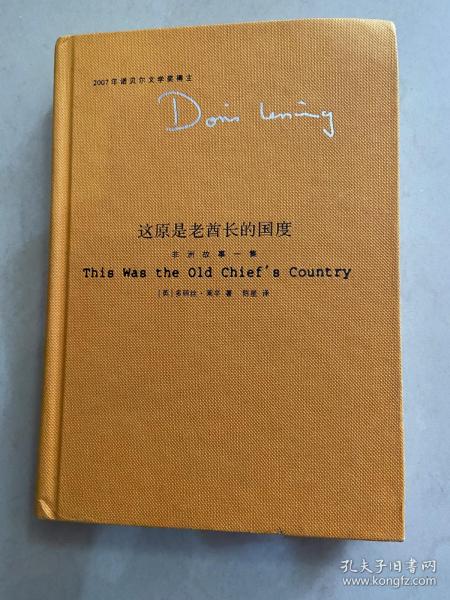 2007年诺贝尔文学奖得主
Doris Lessing
这原是老酋长的国度
非洲故事一集
This Was the Old Chief's Country
[英]多丽丝·莱辛 著 陈星 译
孔夫子旧书网
www.kongfz.com